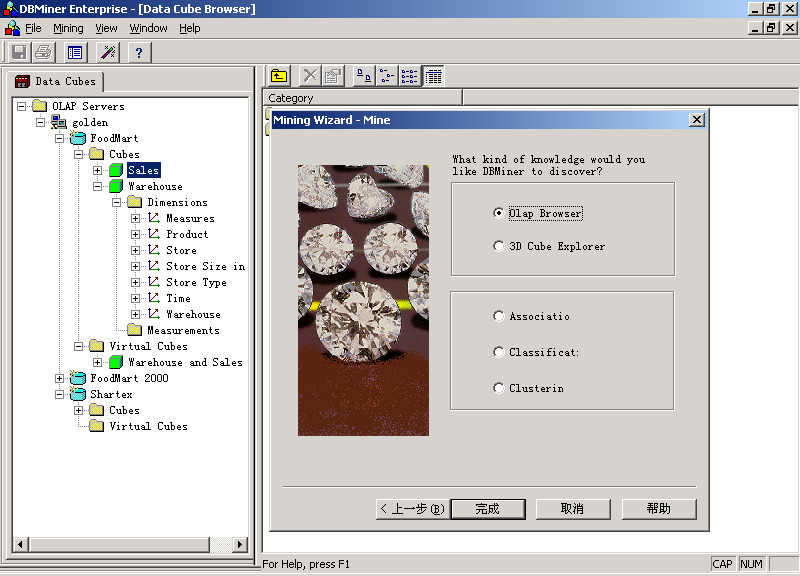 DBMiner Enterprise - [Data Cube Browser]
File Mining View Window Help
Data Cubes
OLAP Servers
golden
FoodMart
Cubes
Sales
Warehouse
Dimensions
Measures
Product
Store
Store Size in
Store Type
Time
Warehouse
Measurements
Virtual Cubes
Warehouse and Sales
FoodMart 2000
Shartex
Cubes
Virtual Cubes
Category
Mining Wizard - Mine
What kind of knowledge would you
like DBMiner to discover?
Olap Browser
3D Cube Explorer
Associatio
Classificat:
Clusterin
< 上一步(B) 完成 取消 帮助
For Help, press F1 CAP NUM